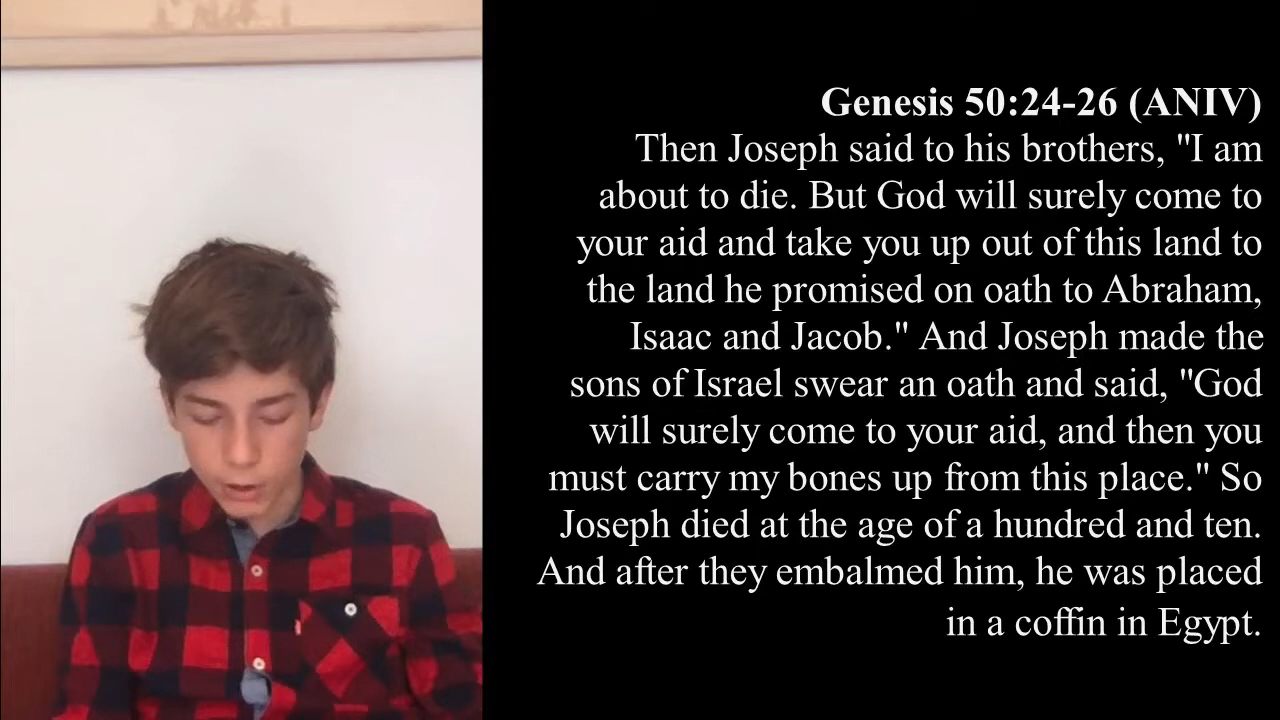 Genesis 50:24-26 (ANIV)
Then Joseph said to his brothers, "I am
about to die. But God will surely come to
your aid and take you up out of this land to
the land he promised on oath to Abraham,
Isaac and Jacob." And Joseph made the
sons of Israel swear an oath and said, "God
will surely come to your aid, and then you
must carry my bones up from this place." So
Joseph died at the age of a hundred and ten.
And after they embalmed him, he was placed
in a coffin in Egypt.